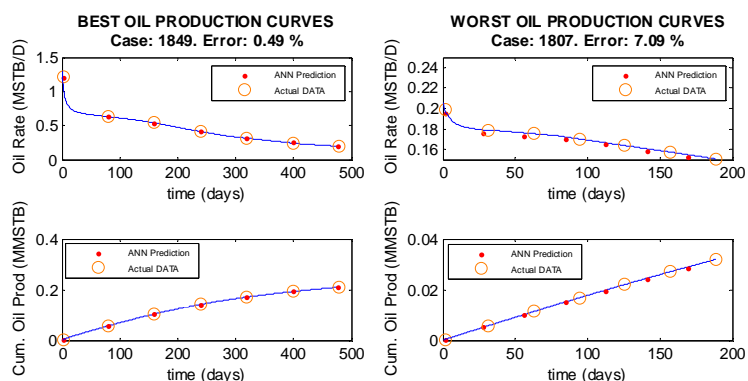 BEST OIL PRODUCTION CURVES
Case: 1849. Error: 0.49 %
Oil Rate (MSTB/D)
1.5
1
0.5
0
ANN Prediction
Actual DATA
0 100 200 300 400 500
time (days)
WORST OIL PRODUCTION CURVES
Case: 1807. Error: 7.09 %
Oil Rate (MSTB/D)
0.24
0.22
0.2
0.18
0.16
ANN Prediction
Actual DATA
0 50 100 150 200
time (days)
Cum. Oil Prod (MMSTB)
0.4
0.2
0
ANN Prediction
Actual DATA
0 100 200 300 400 500
time (days)
Cum. Oil Prod (MMSTB)
0.04
0.02
0
ANN Prediction
Actual DATA
0 50 100 150 200
time (days)